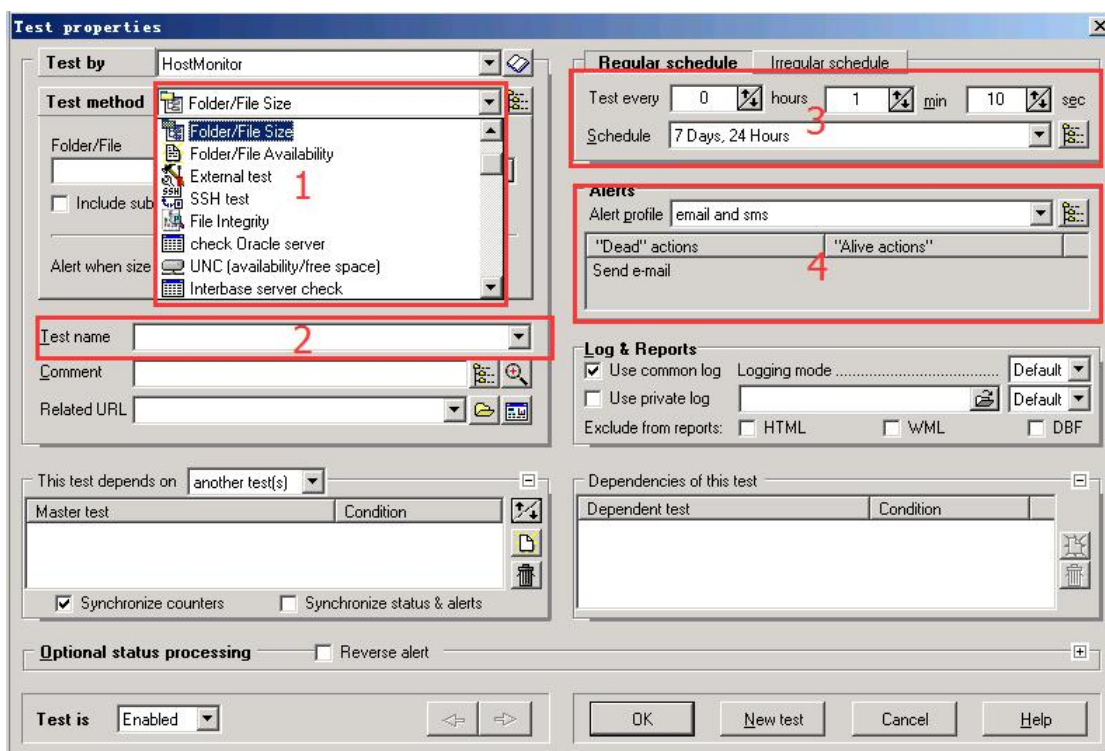 Test properties
Test by HostMonitor
Test method Folder/File Size
Folder/File Size
Folder/File Availability
External test
SSH test
File Integrity
check Oracle server
UNC (availability/free space)
Interbase server check
1
Folder/File
Include sub
Alert when size
Test name 2
Comment
Related URL
Regular schedule Irregular schedule
Test every 0 hours 1 min 10 sec
3
Schedule 7 Days, 24 Hours
Alerts
Alert profile email and sms
"Dead" actions "Alive actions"
Send e-mail
4
Log & Reports
Use common log Logging mode ..................................... Default
Use private log Default
Exclude from reports: HTML WML DBF
This test depends on another test(s)
Master test Condition
Synchronize counters Synchronize status & alerts
Dependencies of this test
Dependent test Condition
Optional status processing Reverse alert
Test is Enabled
OK New test Cancel Help